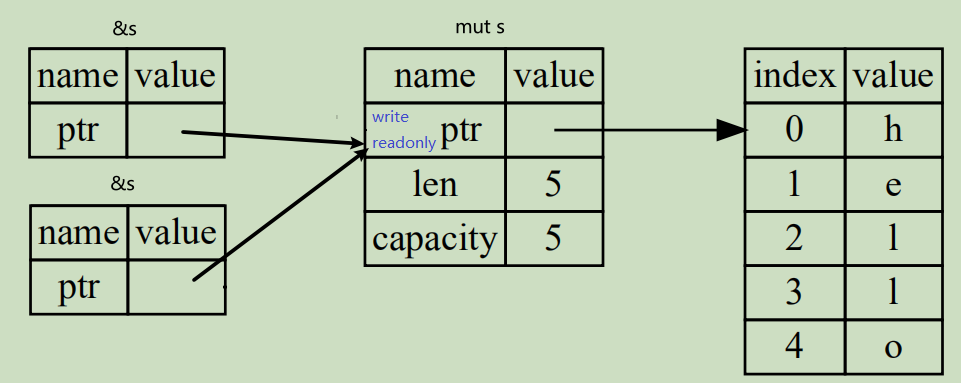 &s
name value
ptr
&s
name value
ptr
mut s
name value
write
readonly ptr
len 5
capacity 5
index value
0 h
1 e
2 l
3 l
4 o